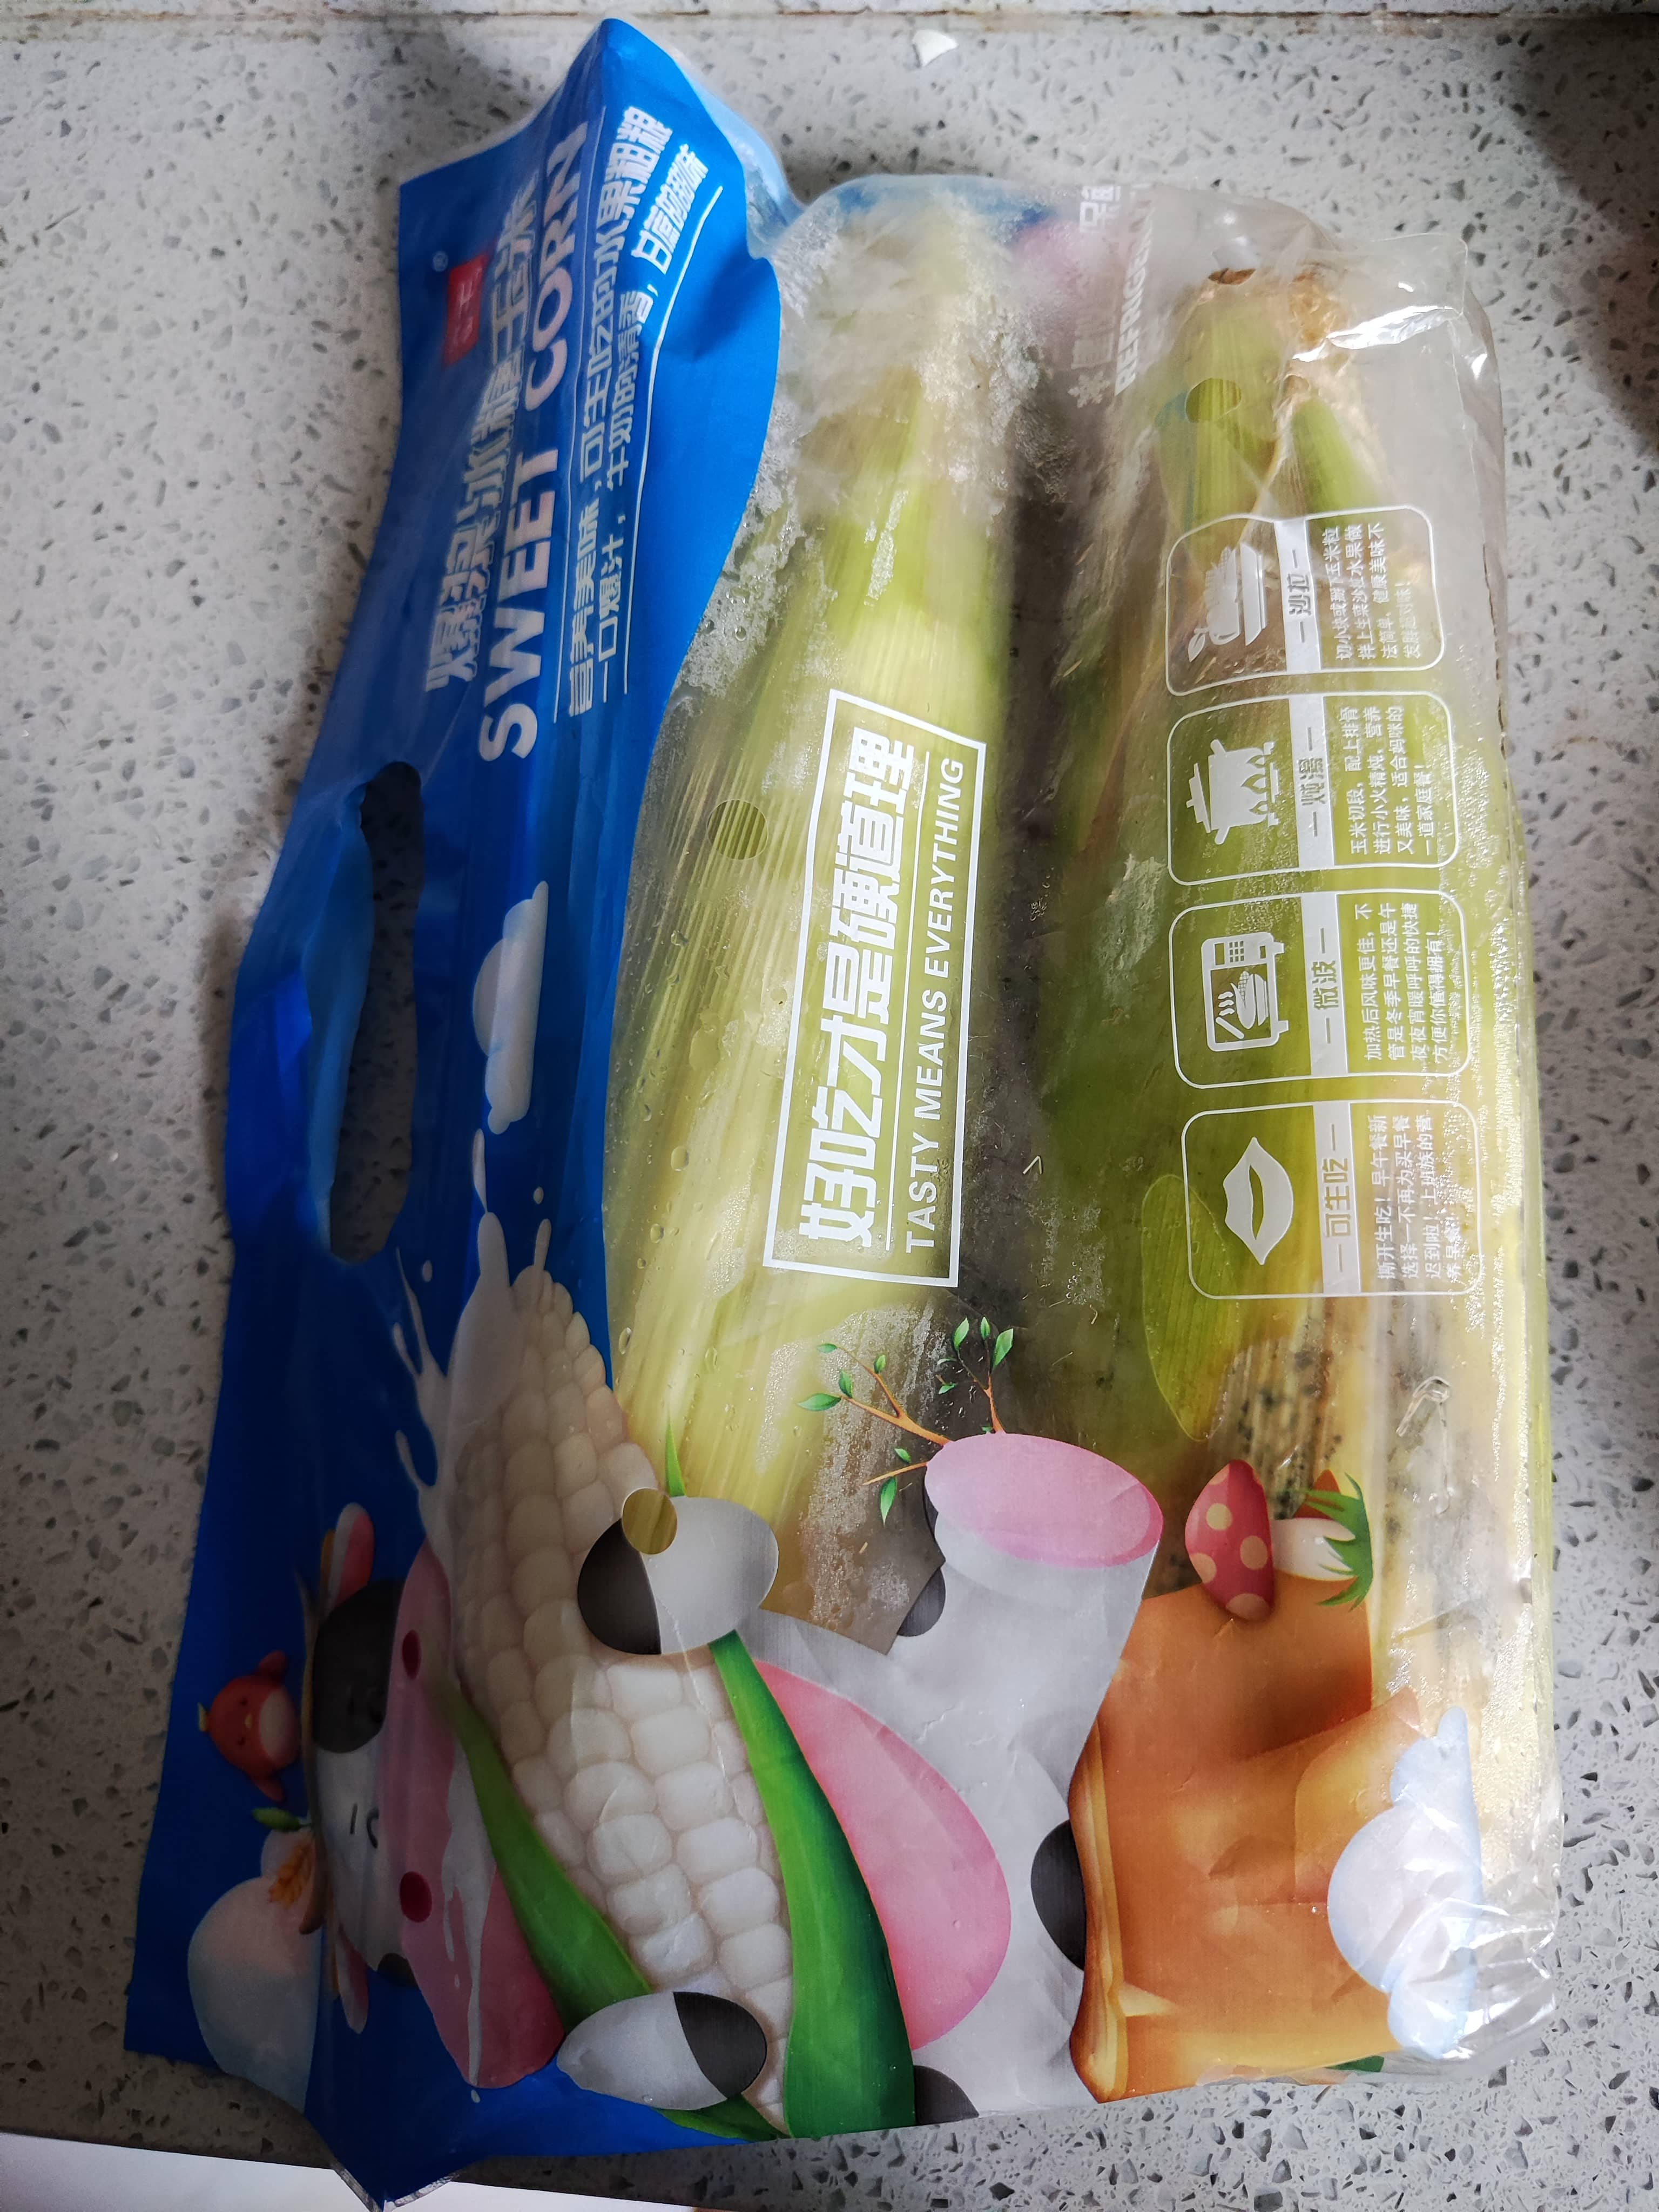 爆浆冰糖玉米
®
SWEET CORN
营养美味,可生吃的水果粗粮
一口爆汁，牛奶的清香，甘蔗的甜味
好吃才是硬道理
TASTY MEANS EVERYTHING
保鲜
可生吃
撕开生吃！早午餐新
选择—不再为买早餐
迟到啦！上班族的营
养早餐
微波
加热后风味更佳，不
管是冬季早餐还是午
夜夜宵暖呼呼的快捷
方便你值得拥有！
炖汤
玉米切段，配上排骨
进行小火精炖，营养
又美味，适合妈咪的
一道家庭餐！
沙拉
切小块或剥下玉米粒
拌上生菜沙拉水果做
法简单，健康美味不
发胖超对味！